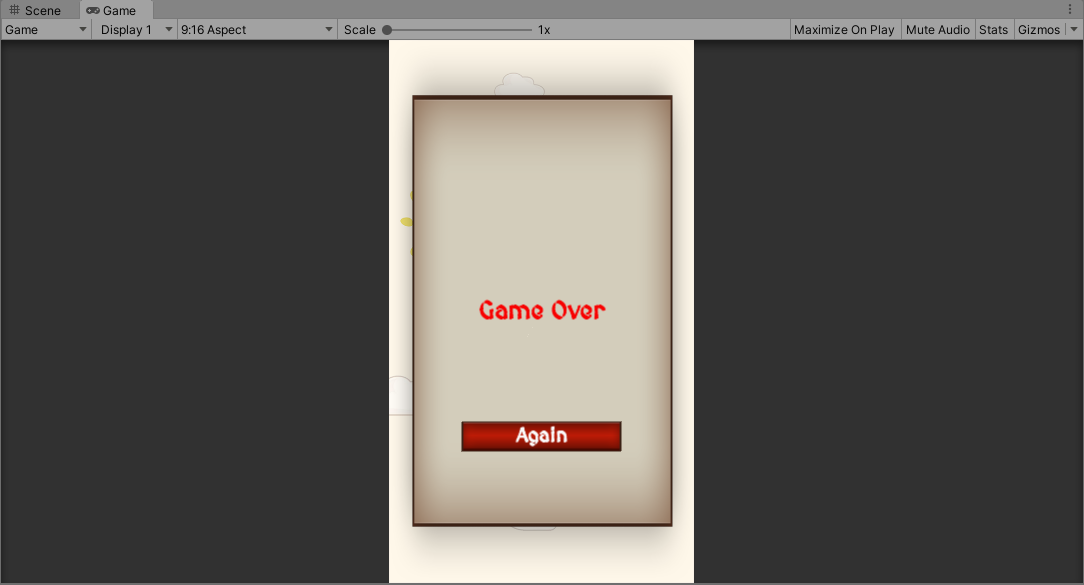 Scene Game
Game Display 1 9:16 Aspect Scale 1x Maximize On Play Mute Audio Stats Gizmos
Game Over
Again